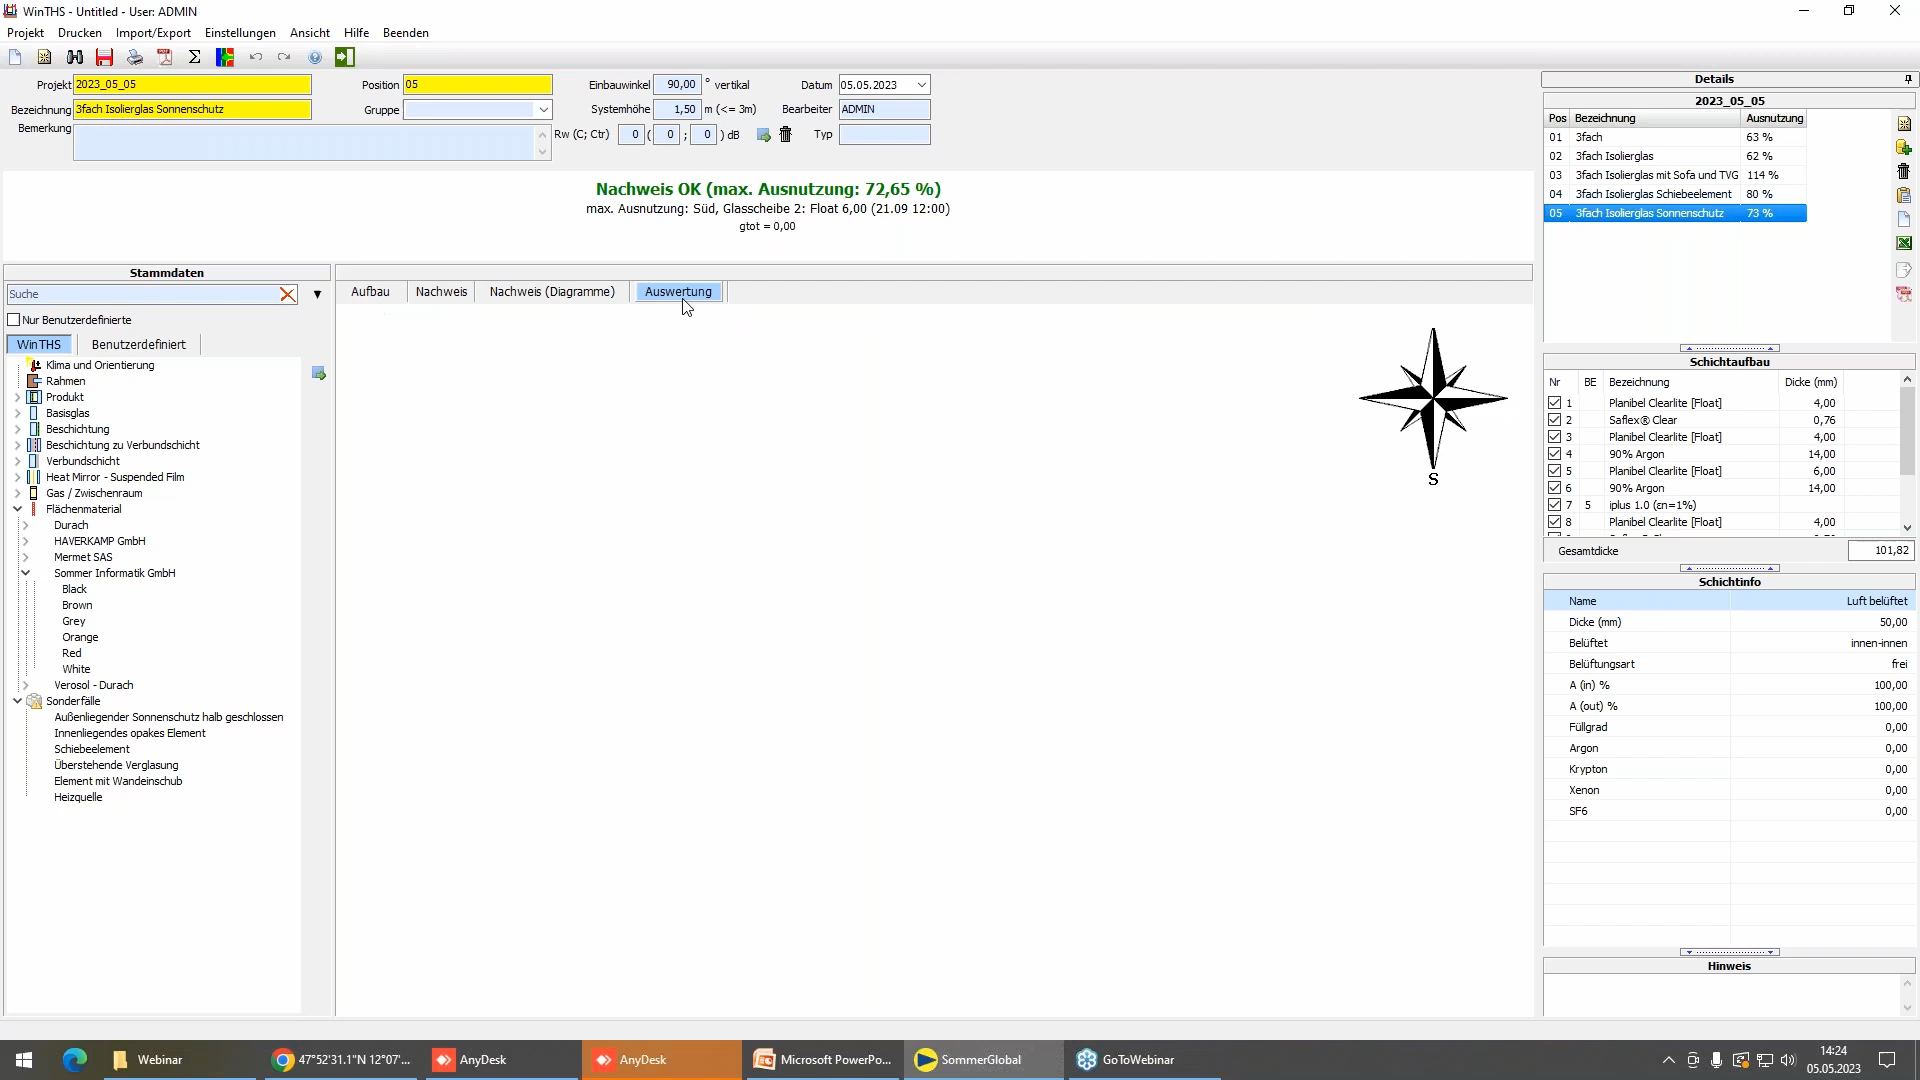 WinTHS - Untitled - User: ADMIN
Projekt Drucken Import/Export Einstellungen Ansicht Hilfe Beenden
Projekt 2023_05_05 Position 05 Einbauwinkel 90,00 ° vertikal Datum 05.05.2023
Bezeichnung 3fach Isolierglas Sonnenschutz Gruppe Systemhöhe 1,50 m (<= 3m) Bearbeiter ADMIN
Bemerkung Rw (C; Ctr) 0 ( 0 ; 0 ) dB Typ
Nachweis OK (max. Ausnutzung: 72,65 %)
max. Ausnutzung: Süd, Glasscheibe 2: Float 6,00 (21.09 12:00)
gtot = 0,00
Stammdaten
Suche
Nur Benutzerdefinierte
WinTHS Benutzerdefiniert
Klima und Orientierung
Rahmen
Produkt
Basisglas
Beschichtung
Beschichtung zu Verbundschicht
Verbundschicht
Heat Mirror - Suspended Film
Gas / Zwischenraum
Flächenmaterial
Durach
HAVERKAMP GmbH
Mermet SAS
Sommer Informatik GmbH
Black
Brown
Grey
Orange
Red
White
Verosol - Durach
Sonderfälle
Außenliegender Sonnenschutz halb geschlossen
Innenliegendes opakes Element
Schiebeelement
Überstehende Verglasung
Element mit Wandeinschub
Heizquelle
Aufbau Nachweis Nachweis (Diagramme) Auswertung
S
Details
2023_05_05
Pos Bezeichnung Ausnutzung
01 3fach 63 %
02 3fach Isolierglas 62 %
03 3fach Isolierglas mit Sofa und TVG 114 %
04 3fach Isolierglas Schiebeelement 80 %
05 3fach Isolierglas Sonnenschutz 73 %
Schichtaufbau
Nr BE Bezeichnung Dicke (mm)
1 Planibel Clearlite [Float] 4,00
2 Saflex® Clear 0,76
3 Planibel Clearlite [Float] 4,00
4 90% Argon 14,00
5 Planibel Clearlite [Float] 6,00
6 90% Argon 14,00
7 5 iplus 1.0 (εn=1%)
8 Planibel Clearlite [Float] 4,00
Gesamtdicke 101,82
Schichtinfo
Name Luft belüftet
Dicke (mm) 50,00
Belüftet innen-innen
Belüftungsart frei
A (in) % 100,00
A (out) % 100,00
Füllgrad 0,00
Argon 0,00
Krypton 0,00
Xenon 0,00
SF6 0,00
Hinweis
Webinar 47°52'31.1"N 12°07'... AnyDesk AnyDesk Microsoft PowerPo... SommerGlobal GoToWebinar
14:24
05.05.2023